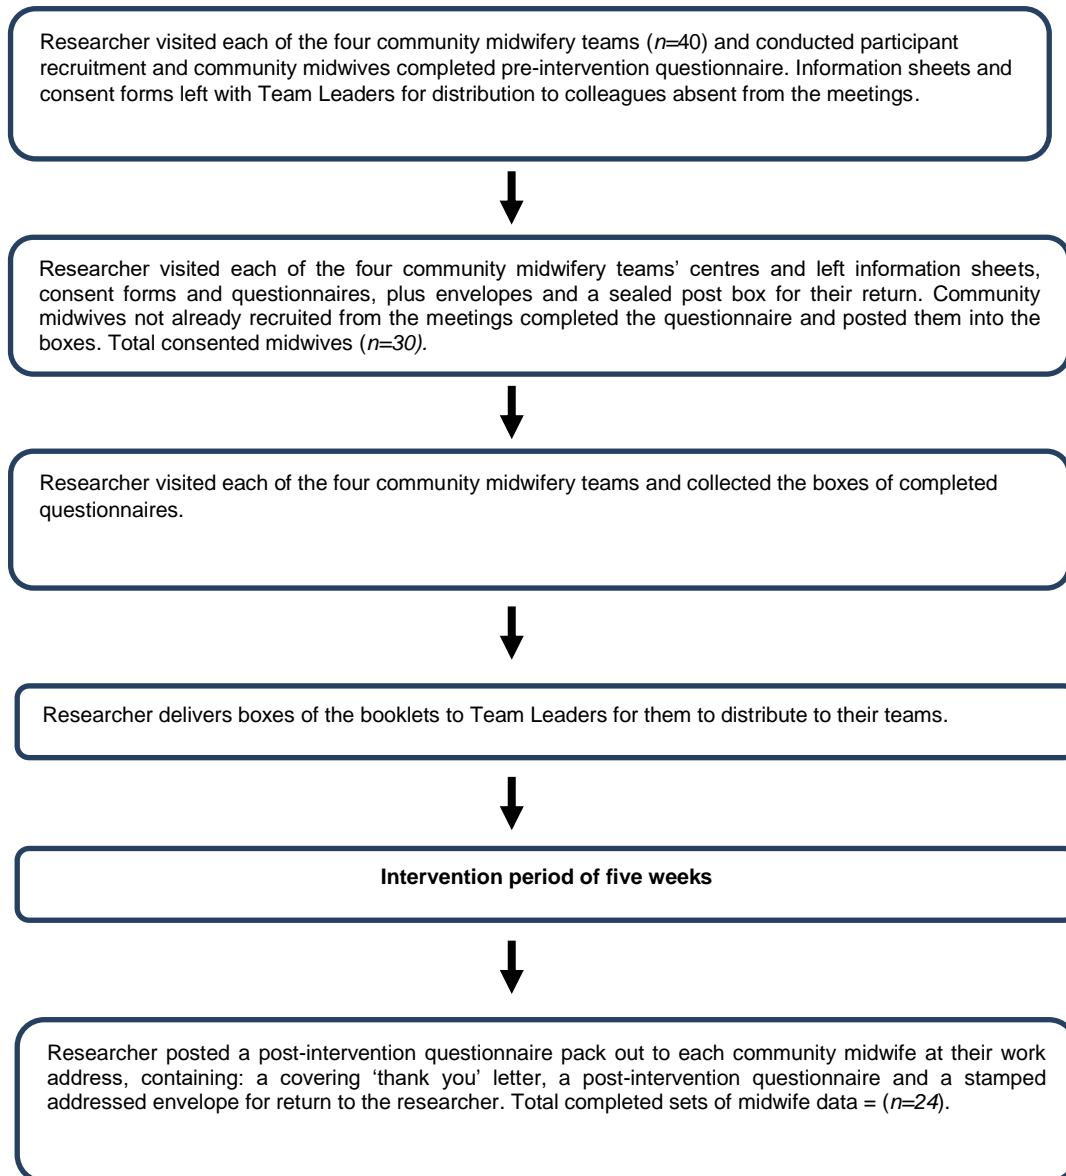 Researcher visited each of the four community midwifery teams (n=40) and conducted participant
recruitment and community midwives completed pre-intervention questionnaire. Information sheets and
consent forms left with Team Leaders for distribution to colleagues absent from the meetings.
Researcher visited each of the four community midwifery teams’ centres and left information sheets,
consent forms and questionnaires, plus envelopes and a sealed post box for their return. Community
midwives not already recruited from the meetings completed the questionnaire and posted them into the
boxes. Total consented midwives (n=30).
Researcher visited each of the four community midwifery teams and collected the boxes of completed
questionnaires.
Researcher delivers boxes of the booklets to Team Leaders for them to distribute to their teams.
Intervention period of five weeks
Researcher posted a post-intervention questionnaire pack out to each community midwife at their work
address, containing: a covering ‘thank you’ letter, a post-intervention questionnaire and a stamped
addressed envelope for return to the researcher. Total completed sets of midwife data = (n=24).